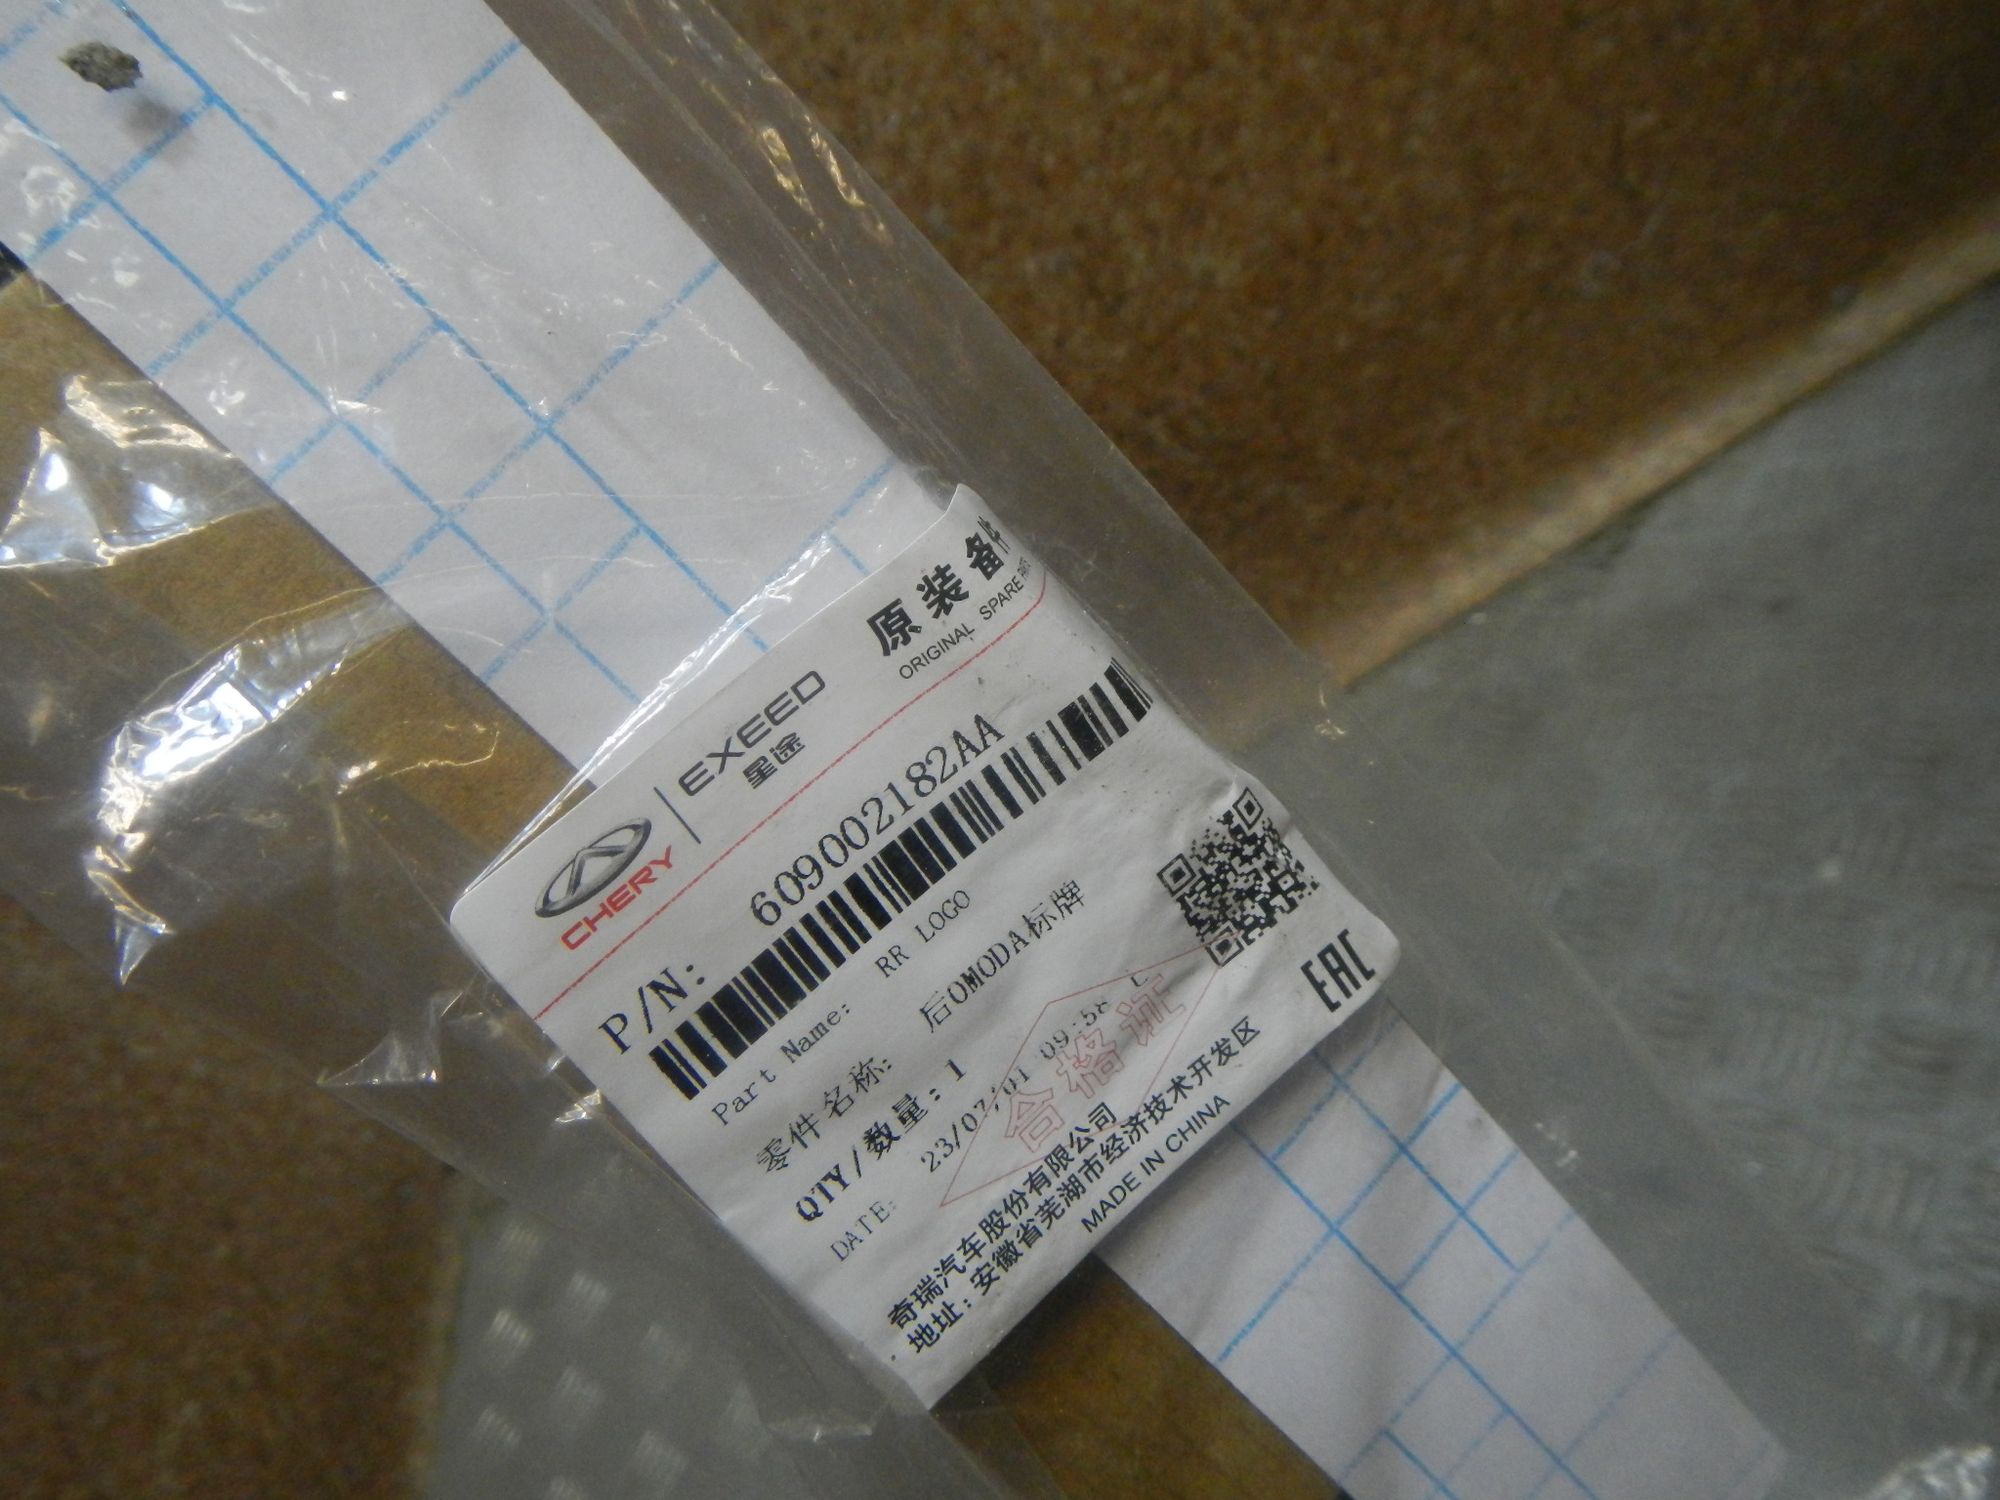 CHERY
EXEED
星途
原装备件
ORIGINAL SPARE PARTS
P/N: 609002182AA
Part Name: RR LOGO
零件名称: 后OMODA标牌
QTY/数量: 1
DATE: 23/07/01 09:58
合格证
EAC
奇瑞汽车股份有限公司
地址: 安徽省芜湖市经济技术开发区
MADE IN CHINA